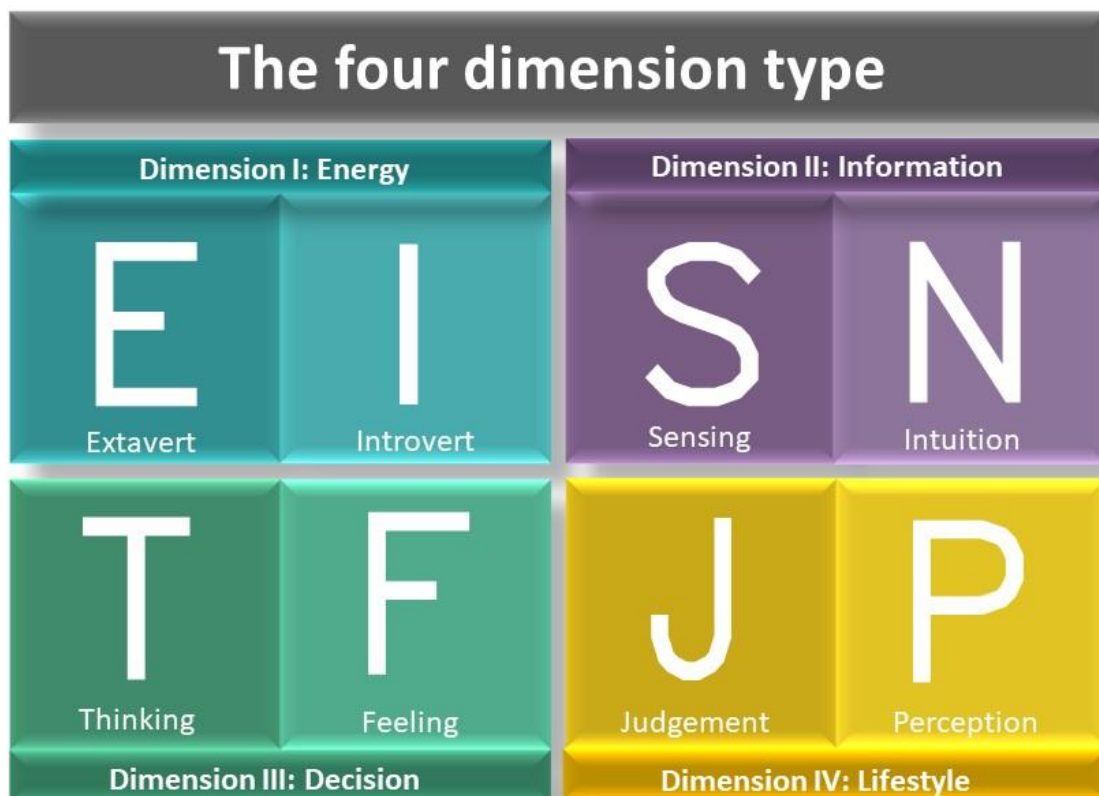 The four dimension type
Dimension I: Energy
E I
Extavert Introvert
Dimension II: Information
S N
Sensing Intuition
T F
Thinking Feeling
Dimension III: Decision
J P
Judgement Perception
Dimension IV: Lifestyle